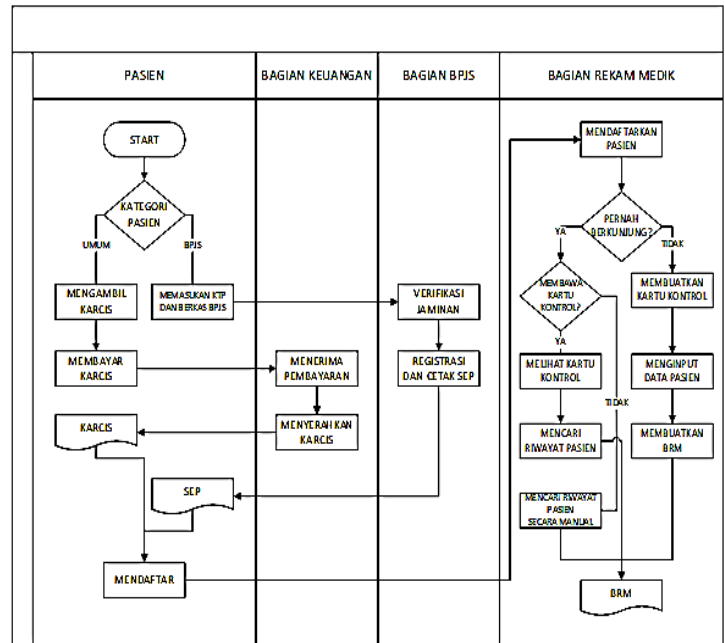 PASIEN
BAGIAN KEUANGAN
BAGIAN BPJS
BAGIAN REKAM MEDIK
START
KATEGORI
PASIEN
UMUM
BPJS
MENGAMBIL
KARCIS
MEMASUKAN KTP
DAN BERKAS BPJS
MEMBAYAR
KARCIS
KARCIS
SEP
MENDAFTAR
MENERIMA
PEMBAYARAN
MENYERAHKAN
KARCIS
VERIFIKASI
JAMINAN
REGISTRASI
DAN CETAK SEP
MENDAFTARKAN
PASIEN
PERNAH
BERKUNJUNG?
YA
TIDAK
MEMBAWA
KARTU
KONTROL?
YA
TIDAK
MELIHAT KARTU
KONTROL
MENCARI
RIWAYAT PASIEN
MENCARI RIWAYAT
PASIEN
SECARA MANUAL
MEMBUATKAN
KARTU KONTROL
MENGINPUT
DATA PASIEN
MEMBUATKAN
BRM
BRM